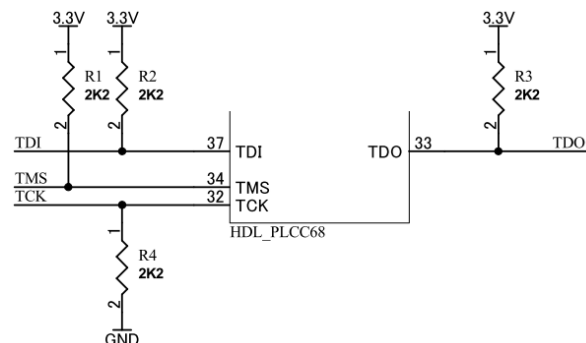 3.3V 3.3V 3.3V
1 1 1
R1 R2 R3
2K2 2K2 2K2
2 2 2
TDI 37 TDI TDO 33 TDO
TMS 34 TMS
TCK 32 TCK
HDL_PLCC68
1
R4
2K2
2
GND